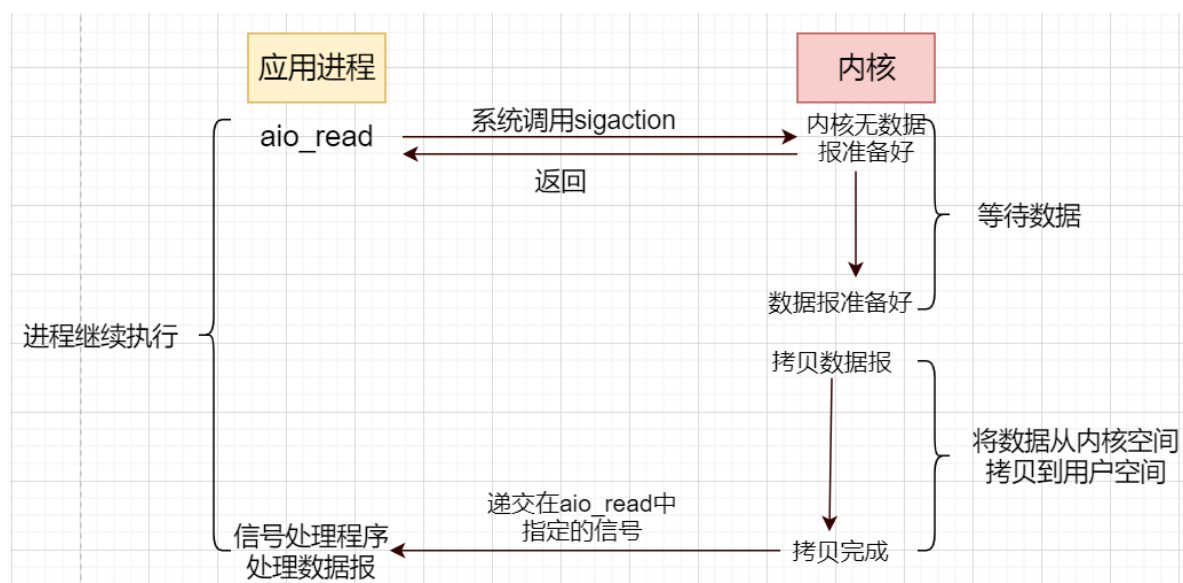 应用进程
内核
aio_read
系统调用sigaction
返回
内核无数据
报准备好
等待数据
数据报准备好
进程继续执行
拷贝数据报
将数据从内核空间
拷贝到用户空间
递交在aio_read中
指定的信号
信号处理程序
处理数据报
拷贝完成